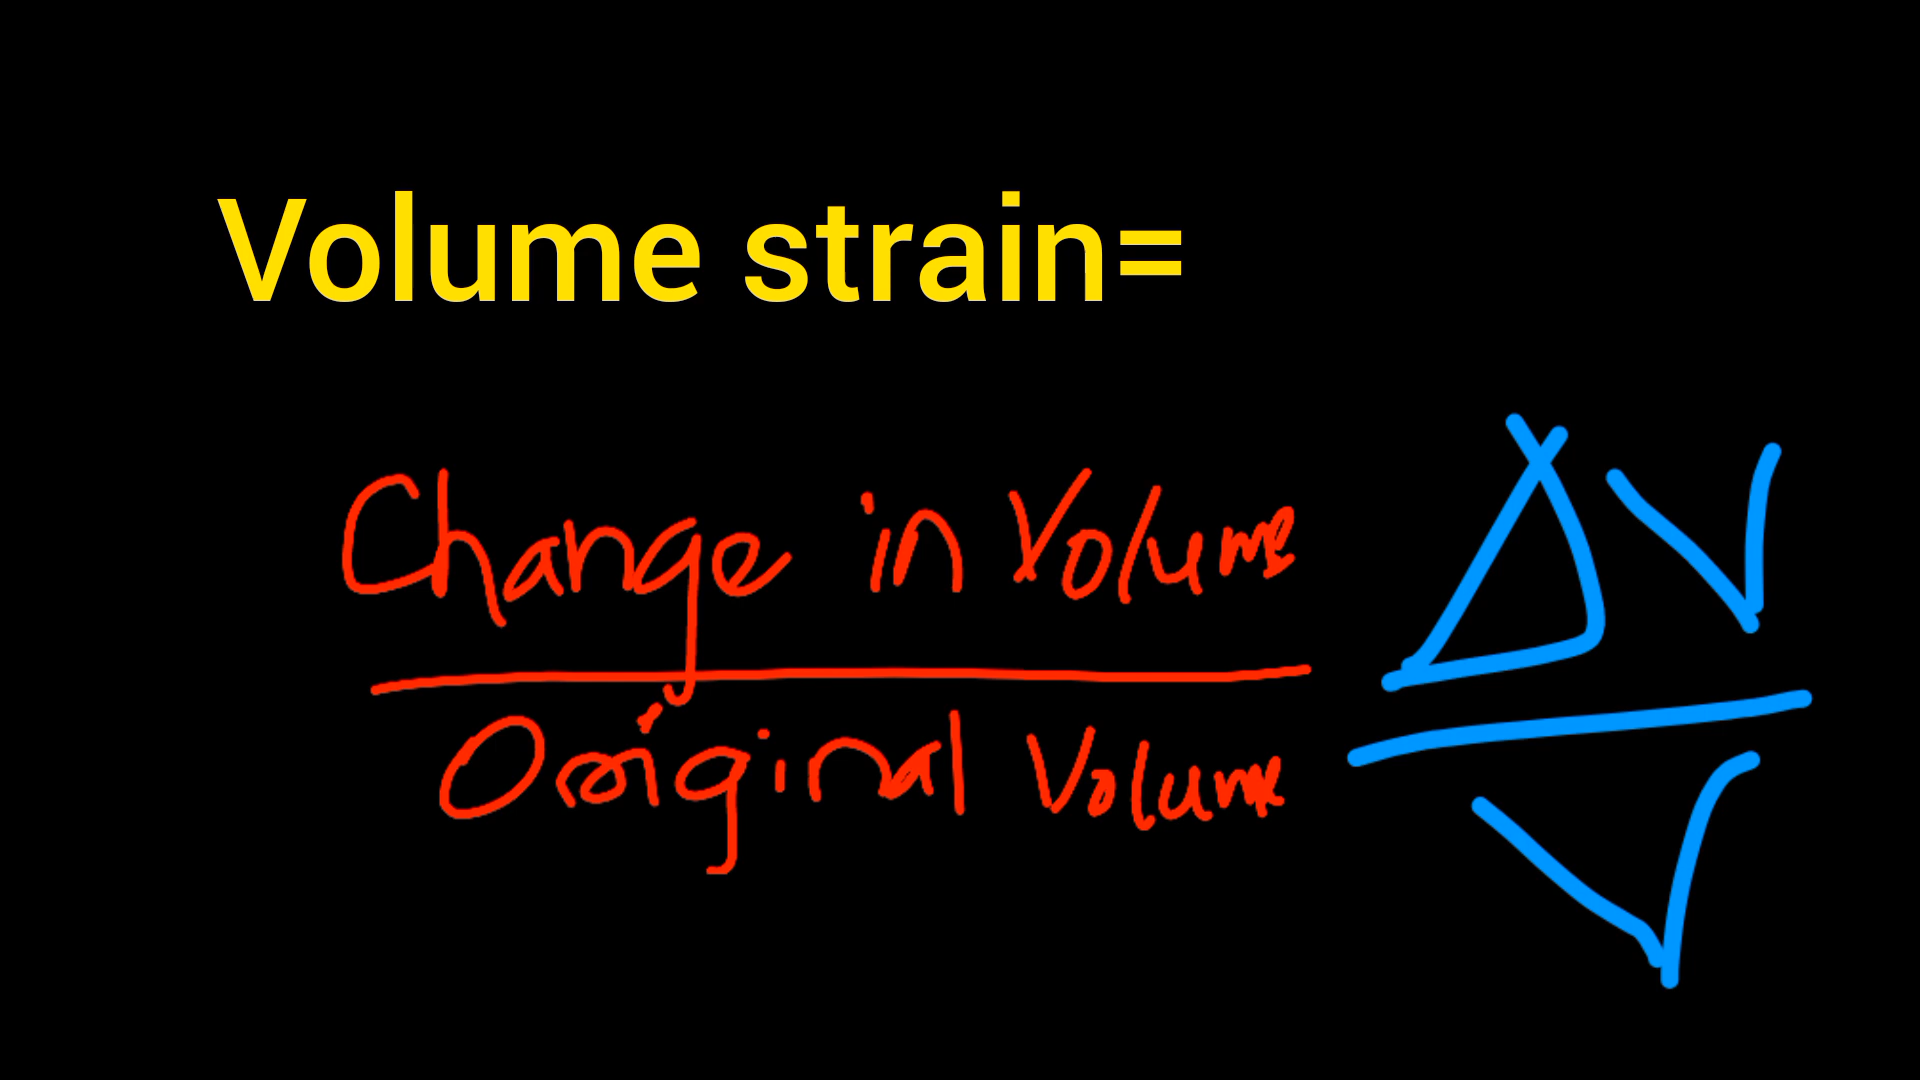 Volume strain=
Change in Volume
Original Volume
ΔV
V